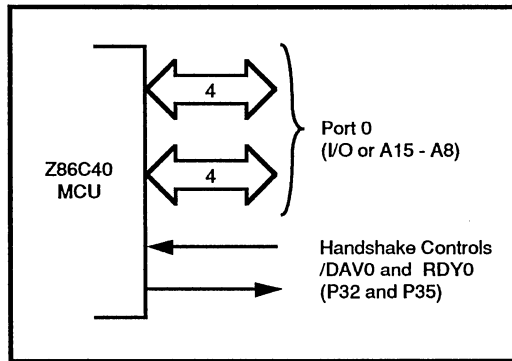 4
Port 0
(I/O or A15 - A8)
Z86C40
MCU
4
Handshake Controls
/DAV0 and RDY0
(P32 and P35)